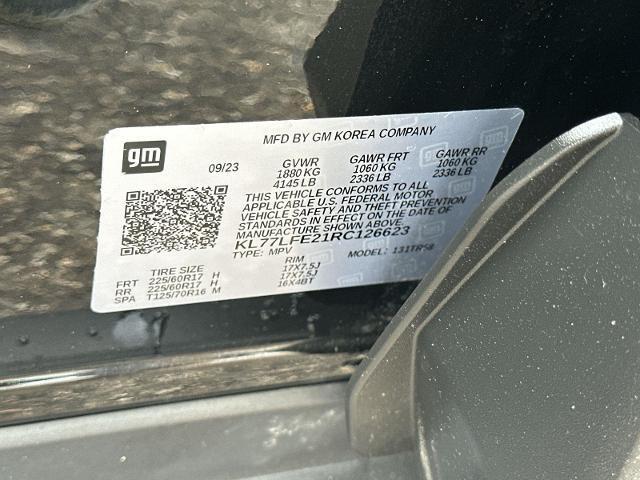 gm
MFD BY GM KOREA COMPANY
09/23 GVWR GAWR FRT GAWR RR
1880 KG 1060 KG 1060 KG
4145 LB 2336 LB 2336 LB
THIS VEHICLE CONFORMS TO ALL
APPLICABLE U.S. FEDERAL MOTOR
VEHICLE SAFETY AND THEFT PREVENTION
STANDARDS IN EFFECT ON THE DATE OF
MANUFACTURE SHOWN ABOVE.
KL77LFE21RC126623
TYPE: MPV MODEL: 131TR58
TIRE SIZE RIM
FRT 225/60R17 H 17X7.5J
RR 225/60R17 H 17X7.5J
SPA T125/70R16 M 16X4BT